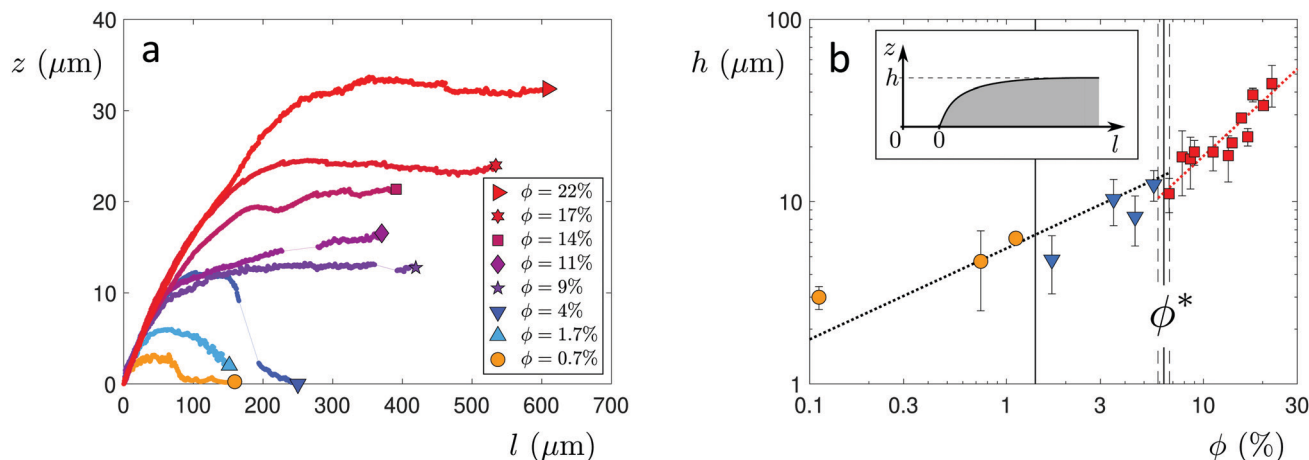 a
z (μm)
40
30
20
10
0
0 100 200 300 400 500 600 700
l (μm)
ϕ = 22%
ϕ = 17%
ϕ = 14%
ϕ = 11%
ϕ = 9%
ϕ = 4%
ϕ = 1.7%
ϕ = 0.7%
b
h (μm)
100
10
1
0.1 0.3 1 3 10 30
ϕ (%)
z
h
0 0 l
ϕ*